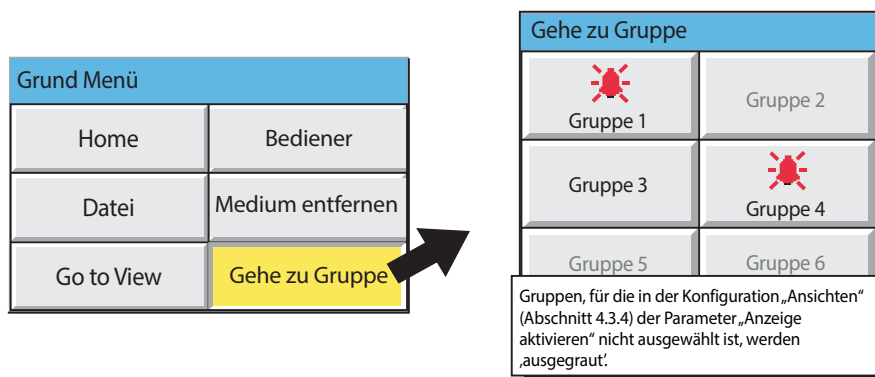 Grund Menü
Home
Bediener
Datei
Medium entfernen
Go to View
Gehe zu Gruppe
Gehe zu Gruppe
Gruppe 1
Gruppe 2
Gruppe 3
Gruppe 4
Gruppe 5
Gruppe 6
Gruppen, für die in der Konfiguration „Ansichten“
(Abschnitt 4.3.4) der Parameter „Anzeige
aktivieren“ nicht ausgewählt ist, werden
‚ausgegraut‘.